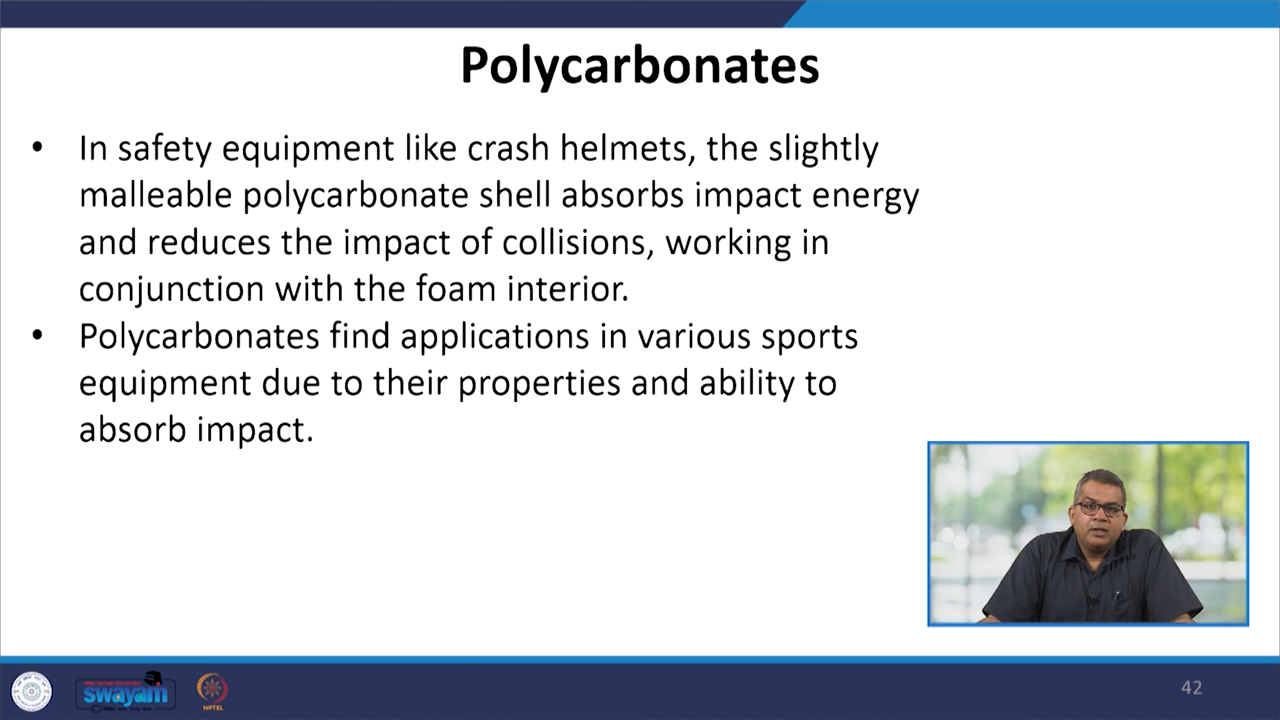 Polycarbonates
• In safety equipment like crash helmets, the slightly
malleable polycarbonate shell absorbs impact energy
and reduces the impact of collisions, working in
conjunction with the foam interior.
• Polycarbonates find applications in various sports
equipment due to their properties and ability to
absorb impact.
swayam
NPTEL
42